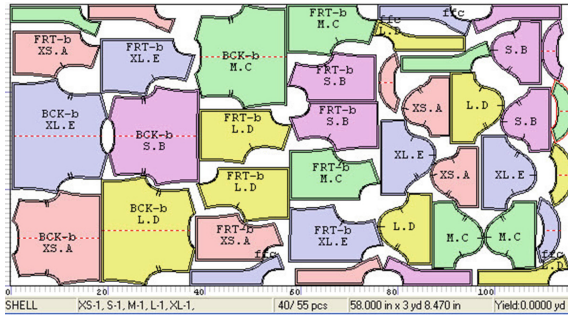 ffc
ffc
FRT-b
XS.A
FRT-b
XL.E
BCK-b
M.C
FRT-b
M.C
L.D
S.B
FRT-b
S.B
BCK-b
XL.E
BCK-b
S.B
FRT-b
L.D
FRT-b
S.B
XS.A
L.D
S.B
FRT-b
L.D
FRT-b
M.C
XL.E
XS.A
XL.E
BCK-b
XS.A
BCK-b
L.D
FRT-b
XS.A
FRT-b
XL.E
L.D
M.C
M.C
ffc
ffc
L.D
0 20 40 60 80 100
SHELL XS-1, S-1, M-1, L-1, XL-1, 40/ 55 pcs 58.000 in x 3 yd 8.470 in Yield:0.0000 yd